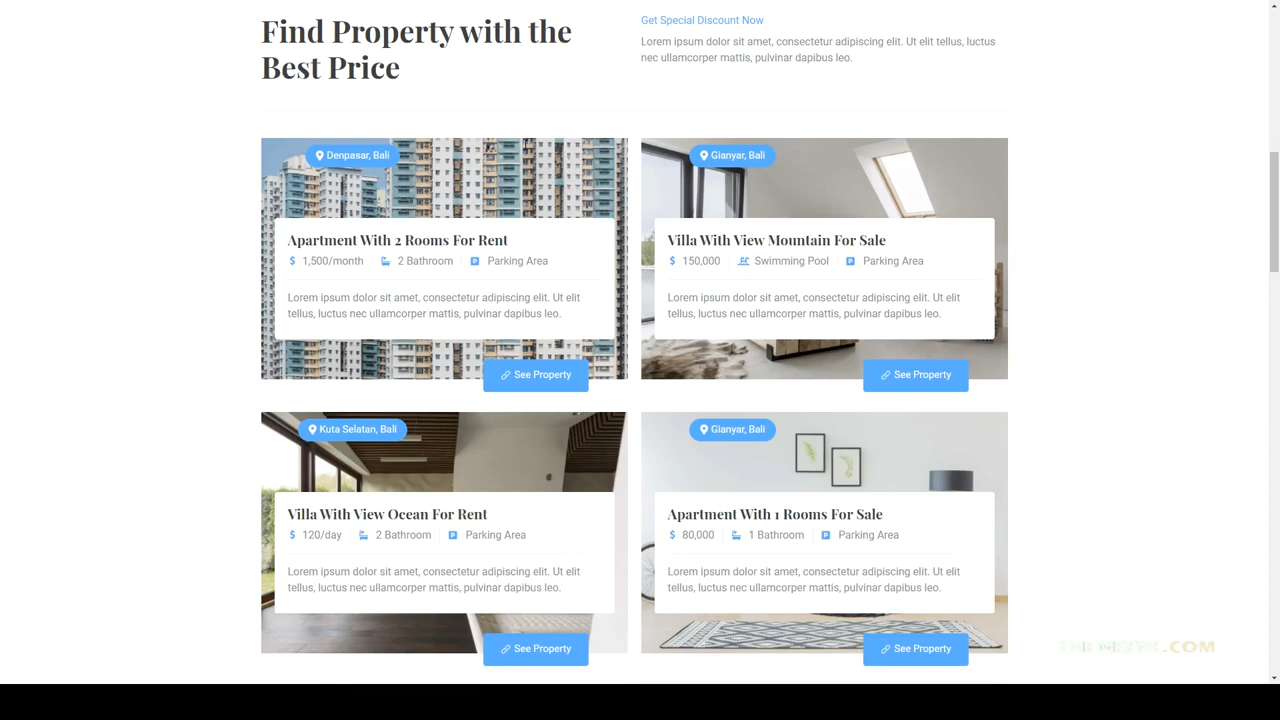 Find Property with the
Best Price
Get Special Discount Now
Lorem ipsum dolor sit amet, consectetur adipiscing elit. Ut elit tellus, luctus
nec ullamcorper mattis, pulvinar dapibus leo.
Denpasar, Bali
Apartment With 2 Rooms For Rent
1,500/month 2 Bathroom Parking Area
Lorem ipsum dolor sit amet, consectetur adipiscing elit. Ut elit
tellus, luctus nec ullamcorper mattis, pulvinar dapibus leo.
See Property
Gianyar, Bali
Villa With View Mountain For Sale
150,000 Swimming Pool Parking Area
Lorem ipsum dolor sit amet, consectetur adipiscing elit. Ut elit
tellus, luctus nec ullamcorper mattis, pulvinar dapibus leo.
See Property
Kuta Selatan, Bali
Villa With View Ocean For Rent
120/day 2 Bathroom Parking Area
Lorem ipsum dolor sit amet, consectetur adipiscing elit. Ut elit
tellus, luctus nec ullamcorper mattis, pulvinar dapibus leo.
See Property
Gianyar, Bali
Apartment With 1 Rooms For Sale
80,000 1 Bathroom Parking Area
Lorem ipsum dolor sit amet, consectetur adipiscing elit. Ut elit
tellus, luctus nec ullamcorper mattis, pulvinar dapibus leo.
See Property